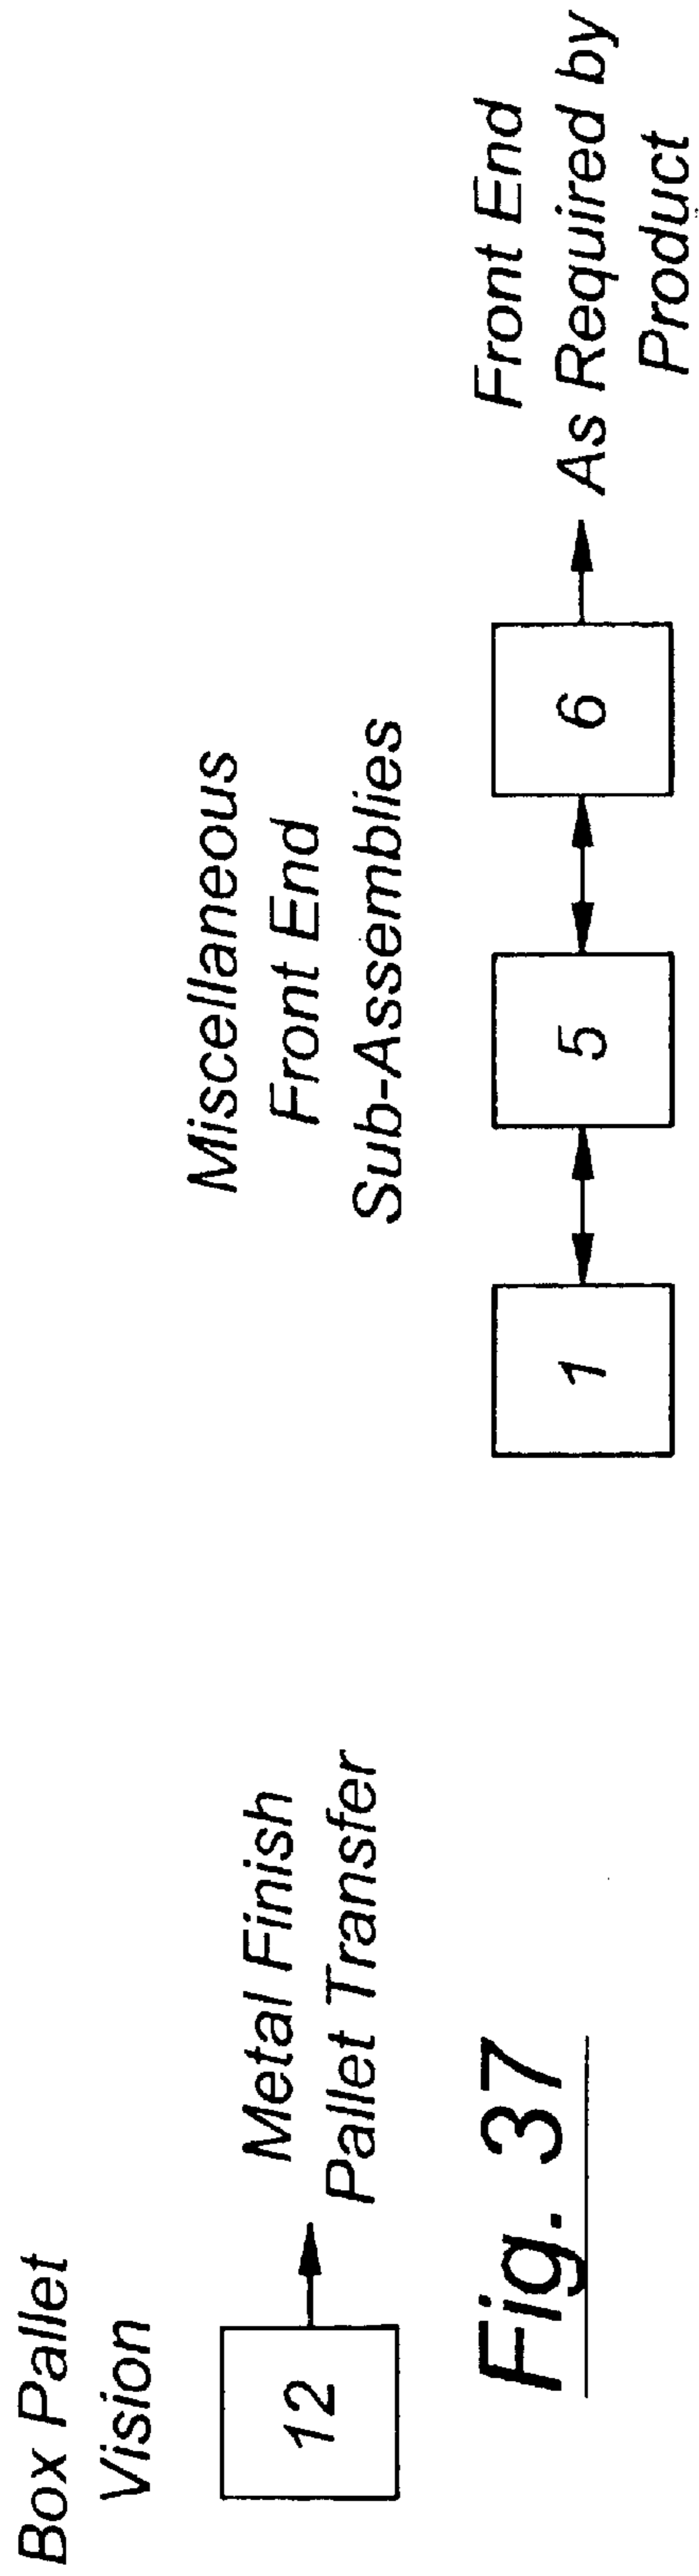 Box Pallet
Vision
12
Metal Finish
Pallet Transfer
Fig. 37
Miscellaneous
Front End
Sub-Assemblies
1
5
6
Front End
As Required by
Product